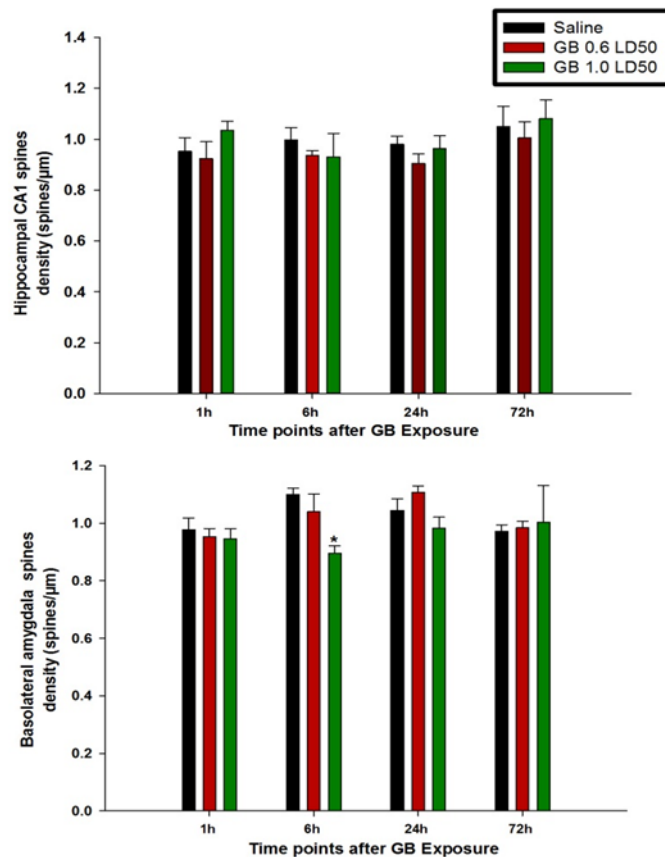 Saline
GB 0.6 LD50
GB 1.0 LD50
Hippocampal CA1 spines
density (spines/µm)
1.4
1.2
1.0
0.8
0.6
0.4
0.2
0.0
1h 6h 24h 72h
Time points after GB Exposure
Basolateral amygdala spines
density (spines/µm)
1.2
1.0
0.8
0.6
0.4
0.2
0.0
*
1h 6h 24h 72h
Time points after GB Exposure